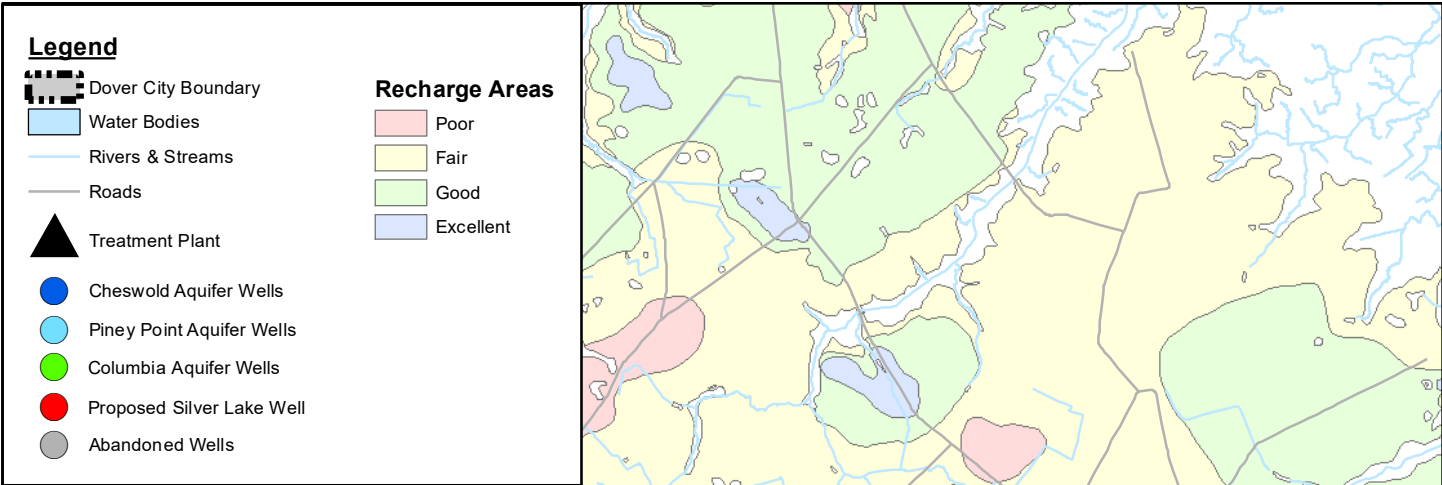 Legend
Dover City Boundary
Water Bodies
Rivers & Streams
Roads
Treatment Plant
Cheswold Aquifer Wells
Piney Point Aquifer Wells
Columbia Aquifer Wells
Proposed Silver Lake Well
Abandoned Wells
Recharge Areas
Poor
Fair
Good
Excellent